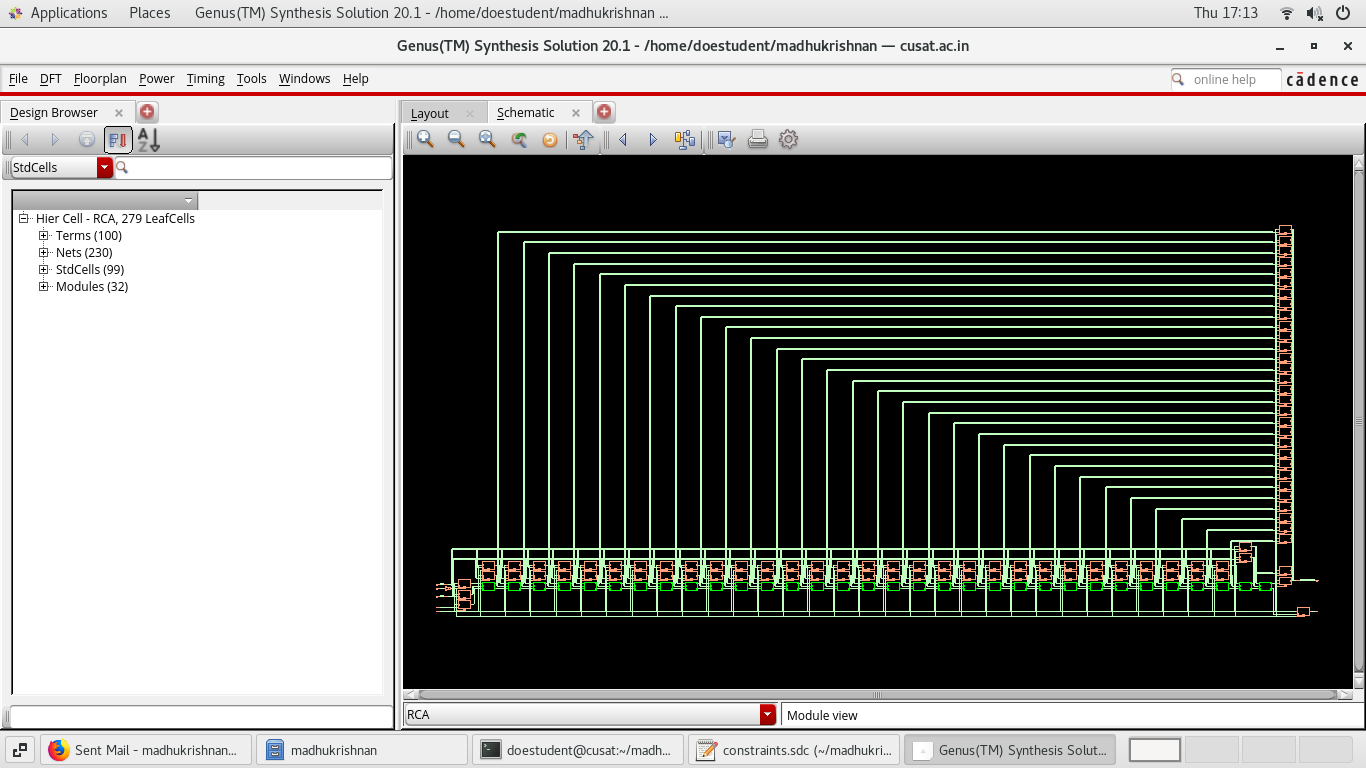 Applications Places Genus(TM) Synthesis Solution 20.1 - /home/doestudent/madhukrishnan ... Thu 17:13
Genus(TM) Synthesis Solution 20.1 - /home/doestudent/madhukrishnan — cusat.ac.in
File DFT Floorplan Power Timing Tools Windows Help online help cādence
Design Browser Layout Schematic
StdCells
Hier Cell - RCA, 279 LeafCells
Terms (100)
Nets (230)
StdCells (99)
Modules (32)
RCA Module view
Sent Mail - madhukrishnan... madhukrishnan doestudent@cusat:~/madh... constraints.sdc (~/madhukri... Genus(TM) Synthesis Solut...